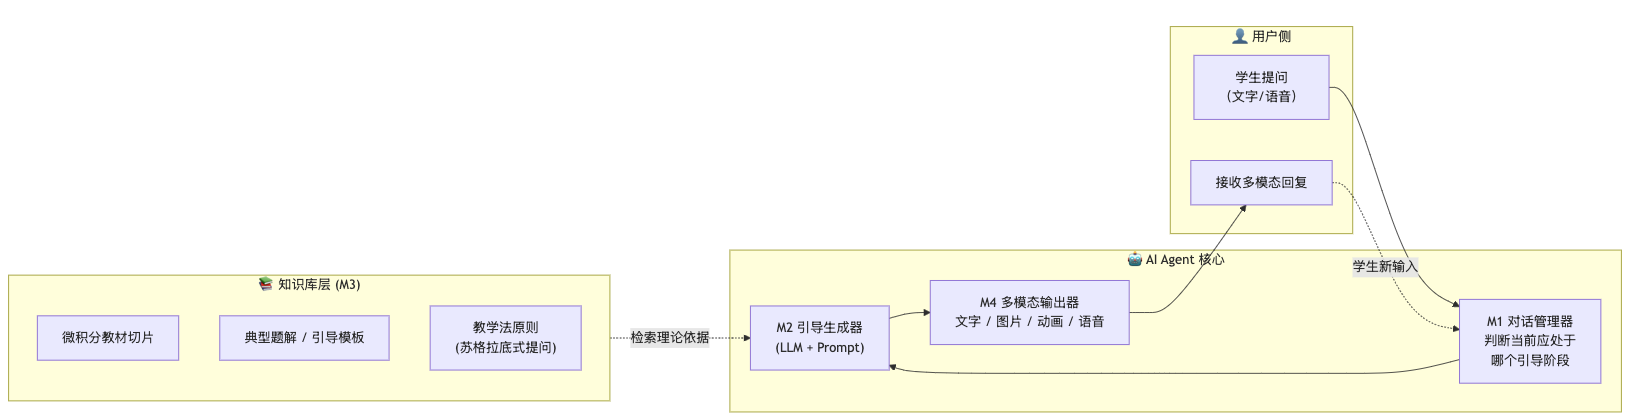 用户侧
学生提问
（文字/语音）
接收多模态回复
AI Agent 核心
学生新输入
知识库层 (M3)
微积分教材切片
典型题解 / 引导模板
教学法原则
(苏格拉底式提问)
检索理论依据
M2 引导生成器
(LLM + Prompt)
M4 多模态输出器
文字 / 图片 / 动画 / 语音
M1 对话管理器
判断当前应处于
哪个引导阶段